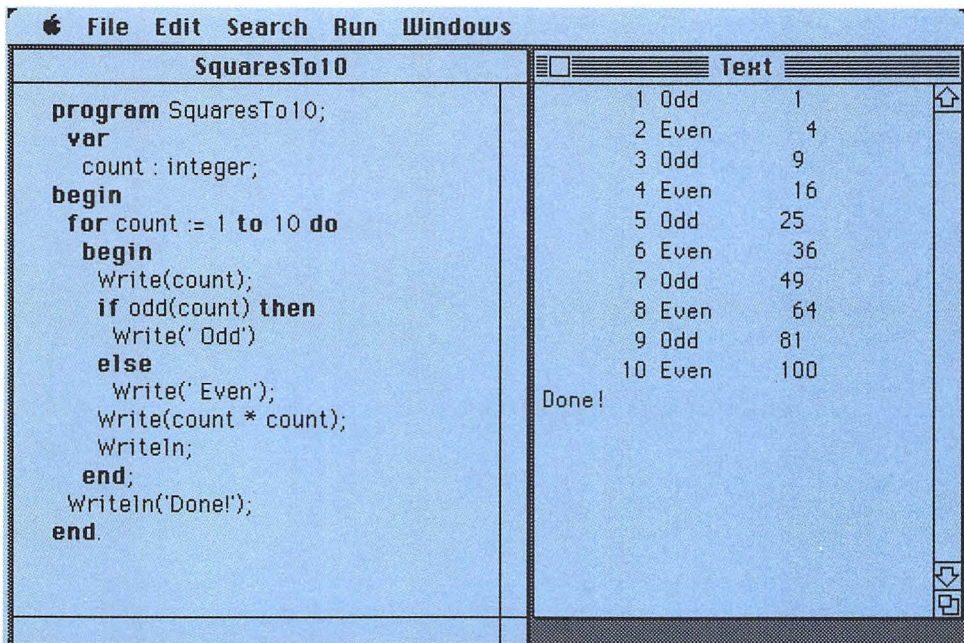 File Edit Search Run Windows
SquaresTo10
program SquaresTo10;
var
count : integer;
begin
for count := 1 to 10 do
begin
Write(count);
if odd(count) then
Write(' Odd')
else
Write(' Even');
Write(count * count);
Writeln;
end;
Writeln('Done!');
end.
Text
1 Odd 1
2 Even 4
3 Odd 9
4 Even 16
5 Odd 25
6 Even 36
7 Odd 49
8 Even 64
9 Odd 81
10 Even 100
Done!